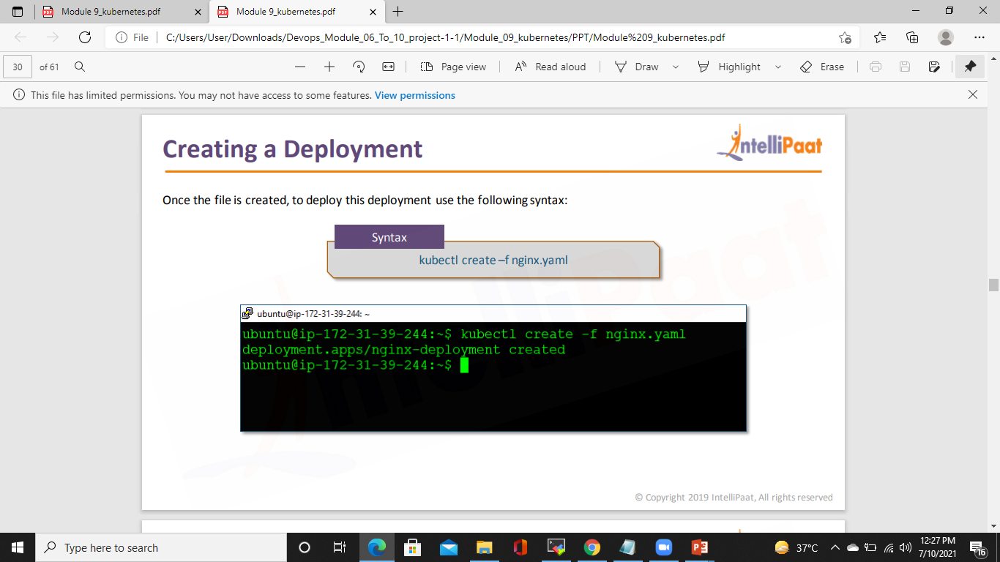 Module 9_kubernetes.pdf
Module 9_kubernetes.pdf
File
C:/Users/User/Downloads/Devops_Module_06_To_10_project-1-1/Module_09_kubernetes/PPT/Module%209_kubernetes.pdf
30 of 61
Page view
Read aloud
Draw
Highlight
Erase
This file has limited permissions. You may not have access to some features. View permissions
Creating a Deployment
IntelliPaat
Once the file is created, to deploy this deployment use the following syntax:
Syntax
kubectl create –f nginx.yaml
ubuntu@ip-172-31-39-244: ~
ubuntu@ip-172-31-39-244:~$ kubectl create -f nginx.yaml
deployment.apps/nginx-deployment created
ubuntu@ip-172-31-39-244:~$
© Copyright 2019 IntelliPaat, All rights reserved
Type here to search
37°C
12:27 PM
7/10/2021
16